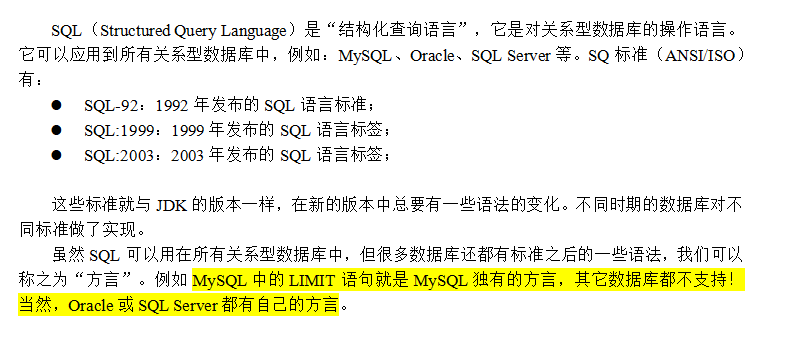 SQL（Structured Query Language）是“结构化查询语言”，它是对关系型数据库的操作语言。
它可以应用到所有关系型数据库中，例如：MySQL、Oracle、SQL Server 等。SQ 标准（ANSI/ISO）
有：
● SQL-92：1992 年发布的 SQL 语言标准；
● SQL:1999：1999 年发布的 SQL 语言标签；
● SQL:2003：2003 年发布的 SQL 语言标签；
这些标准就与 JDK 的版本一样，在新的版本中总要有一些语法的变化。不同时期的数据库对不
同标准做了实现。
虽然 SQL 可以用在所有关系型数据库中，但很多数据库还都有标准之后的一些语法，我们可以
称之为“方言”。例如 MySQL 中的 LIMIT 语句就是 MySQL 独有的方言，其它数据库都不支持！
当然，Oracle 或 SQL Server 都有自己的方言。